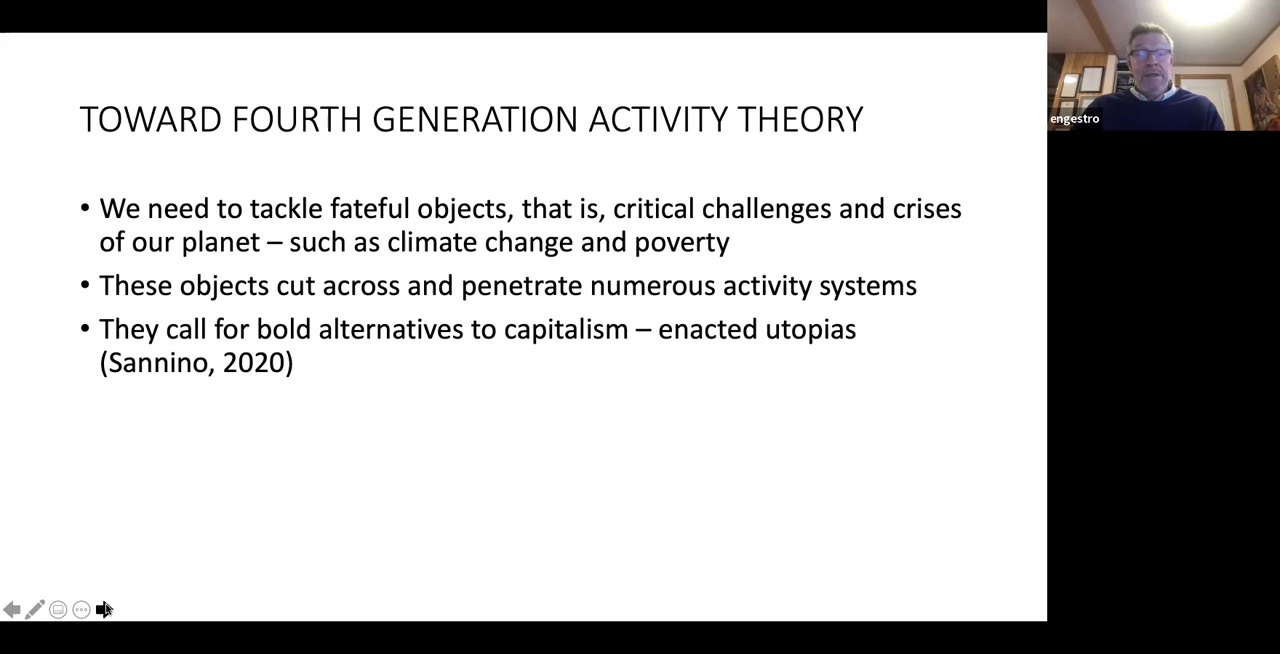 TOWARD FOURTH GENERATION ACTIVITY THEORY
• We need to tackle fateful objects, that is, critical challenges and crises
of our planet – such as climate change and poverty
• These objects cut across and penetrate numerous activity systems
• They call for bold alternatives to capitalism – enacted utopias
(Sannino, 2020)
engestro